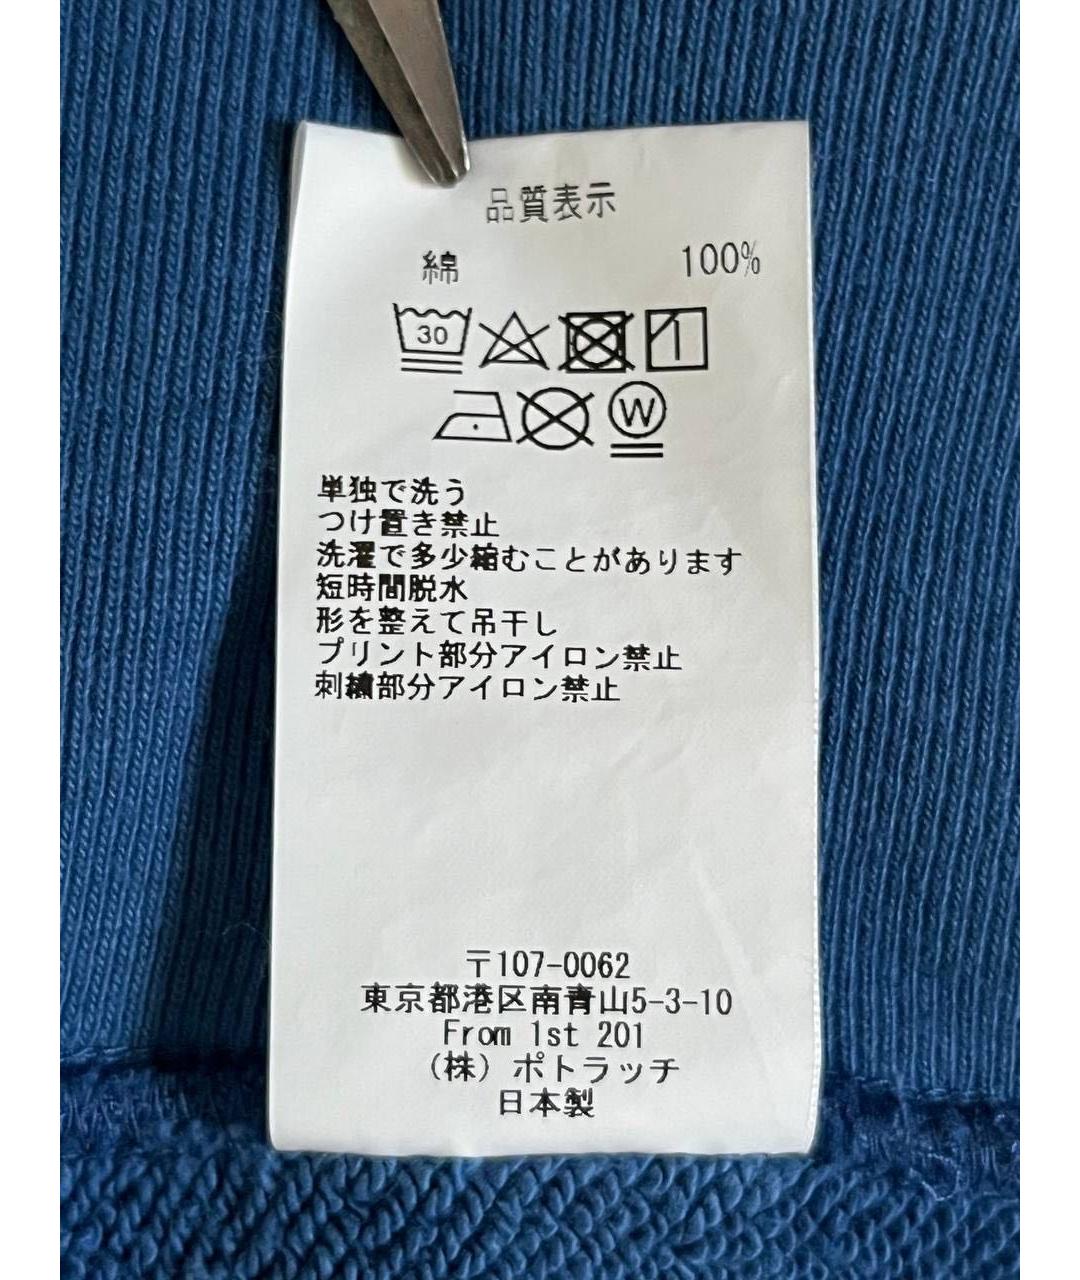 品質表示
綿 100%
30
W
単独で洗う
つけ置き禁止
洗濯で多少縮むことがあります
短時間脱水
形を整えて吊干し
プリント部分アイロン禁止
刺繍部分アイロン禁止
〒107-0062
東京都港区南青山5-3-10
From 1st 201
(株) ポトラッチ
日本製